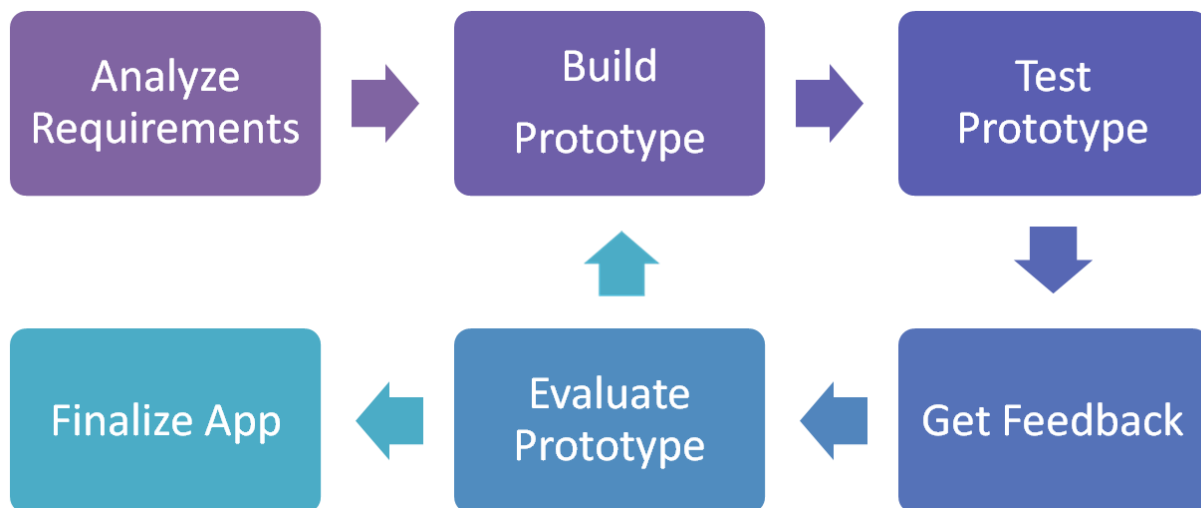 Analyze
Requirements
Build
Prototype
Test
Prototype
Get Feedback
Evaluate
Prototype
Finalize App